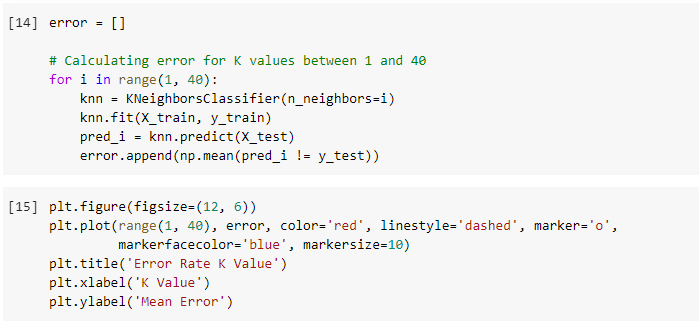 [14] error = []
# Calculating error for K values between 1 and 40
for i in range(1, 40):
    knn = KNeighborsClassifier(n_neighbors=i)
    knn.fit(X_train, y_train)
    pred_i = knn.predict(X_test)
    error.append(np.mean(pred_i != y_test))
[15] plt.figure(figsize=(12, 6))
plt.plot(range(1, 40), error, color='red', linestyle='dashed', marker='o',
         markerfacecolor='blue', markersize=10)
plt.title('Error Rate K Value')
plt.xlabel('K Value')
plt.ylabel('Mean Error')